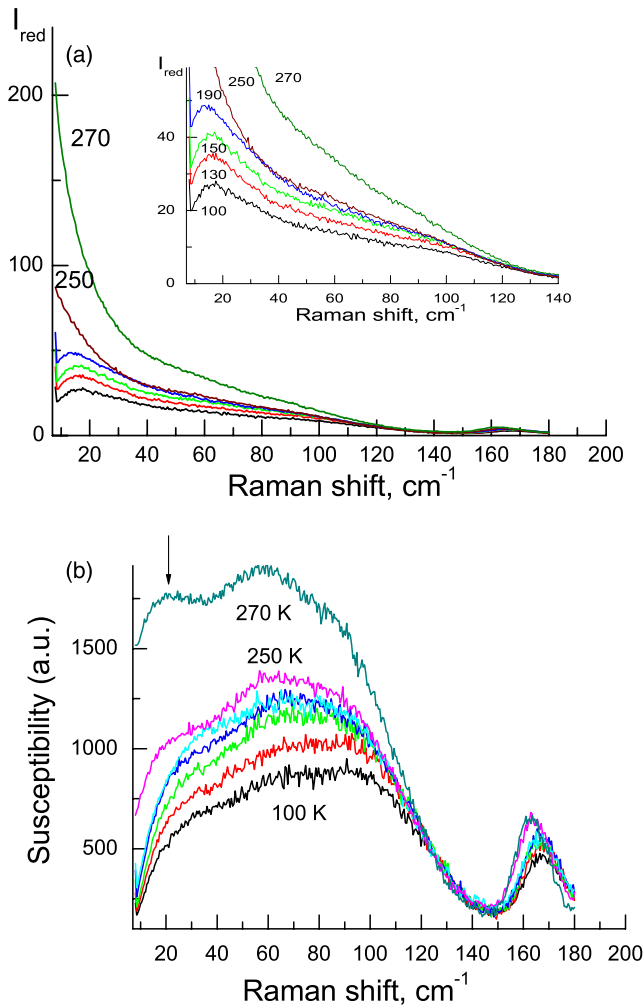 I_red
(a)
200
270
100
250
0
20 40 60 80 100 120 140 160 180 200
Raman shift, cm⁻¹
I_red
250
270
190
40
150
20
130
100
0
20 40 60 80 100 120 140
Raman shift, cm⁻¹
(b)
270 K
1500
250 K
1000
100 K
500
20 40 60 80 100 120 140 160 180 200
Susceptibility (a.u.)
Raman shift, cm⁻¹